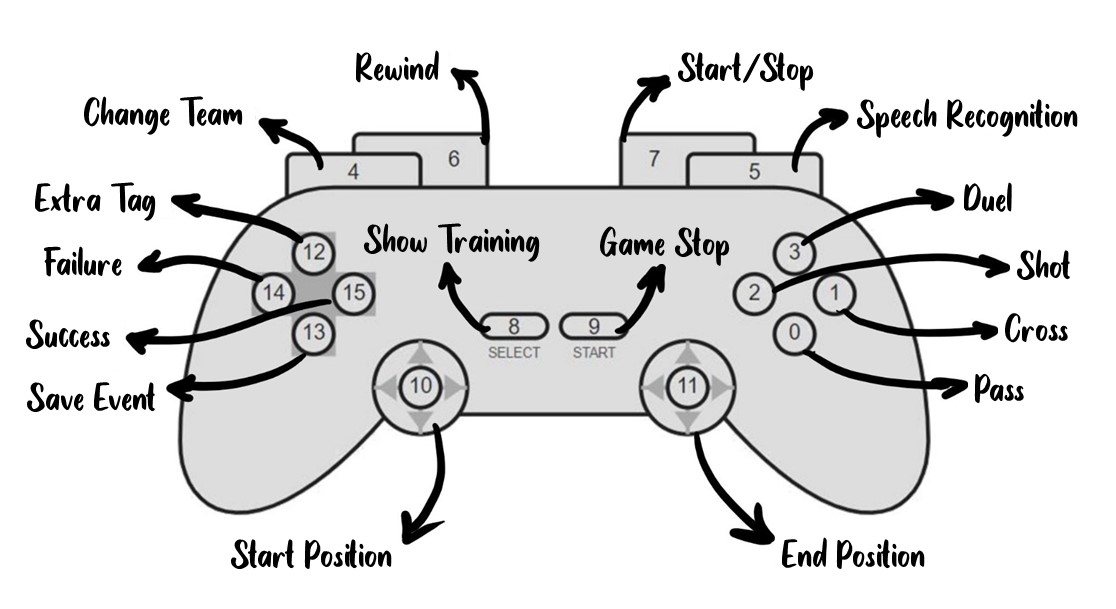 Rewind
Start/Stop
Change Team
Speech Recognition
6
7
4
5
Extra Tag
Duel
12
3
Show Training
Game Stop
Failure
Shot
14
15
2
1
Success
13
8
9
0
Cross
SELECT
START
10
11
Save Event
Pass
Start Position
End Position